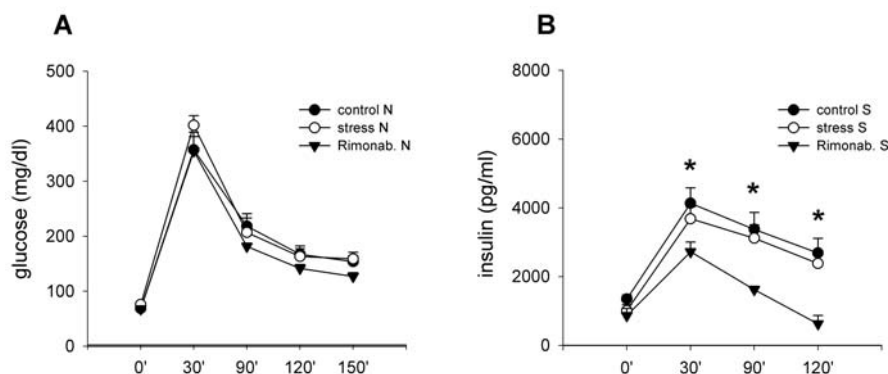 A
glucose (mg/dl)
500
400
300
200
100
0
0' 30' 90' 120' 150'
control N
stress N
Rimonab. N
B
insulin (pg/ml)
8000
6000
4000
2000
0
0' 30' 90' 120'
control S
stress S
Rimonab. S
*
*
*